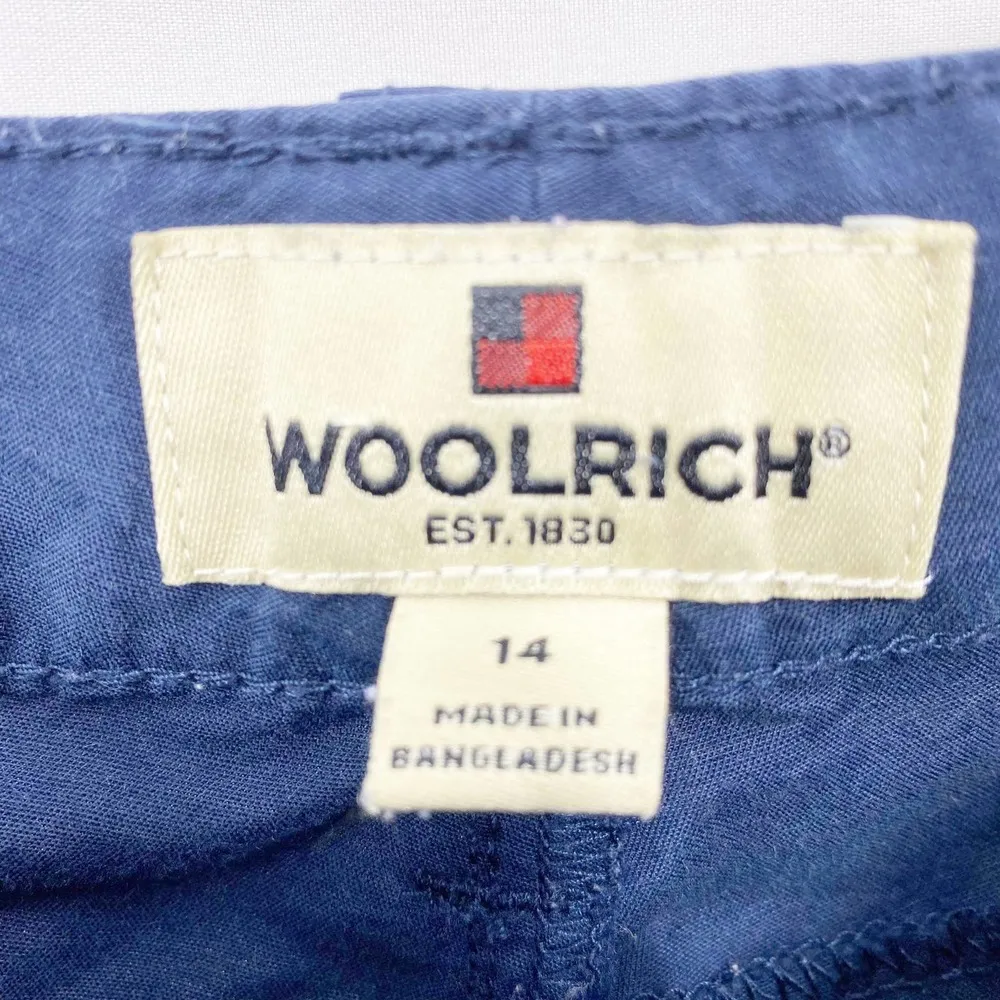 WOOLRICH®
EST. 1830
14
MADE IN
BANGLADESH